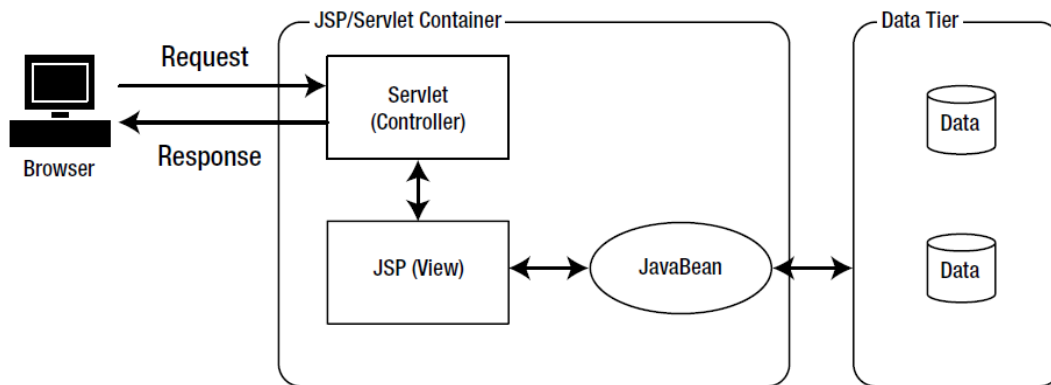 JSP/Servlet Container
Data Tier
Request
Servlet
(Controller)
Response
Browser
Data
JSP (View)
JavaBean
Data